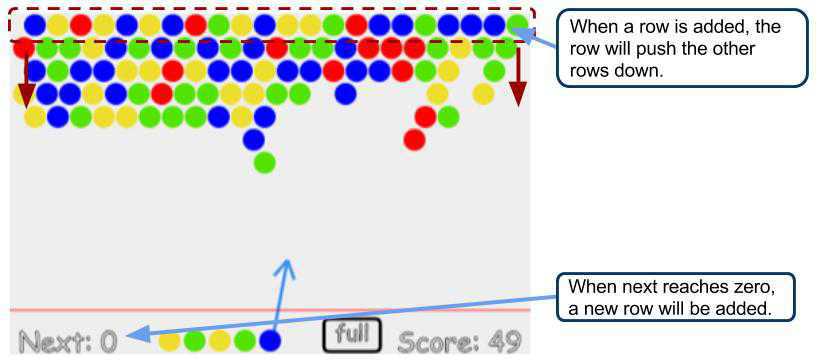 When a row is added, the
row will push the other
rows down.
When next reaches zero,
a new row will be added.
Next: 0
full
Score: 49